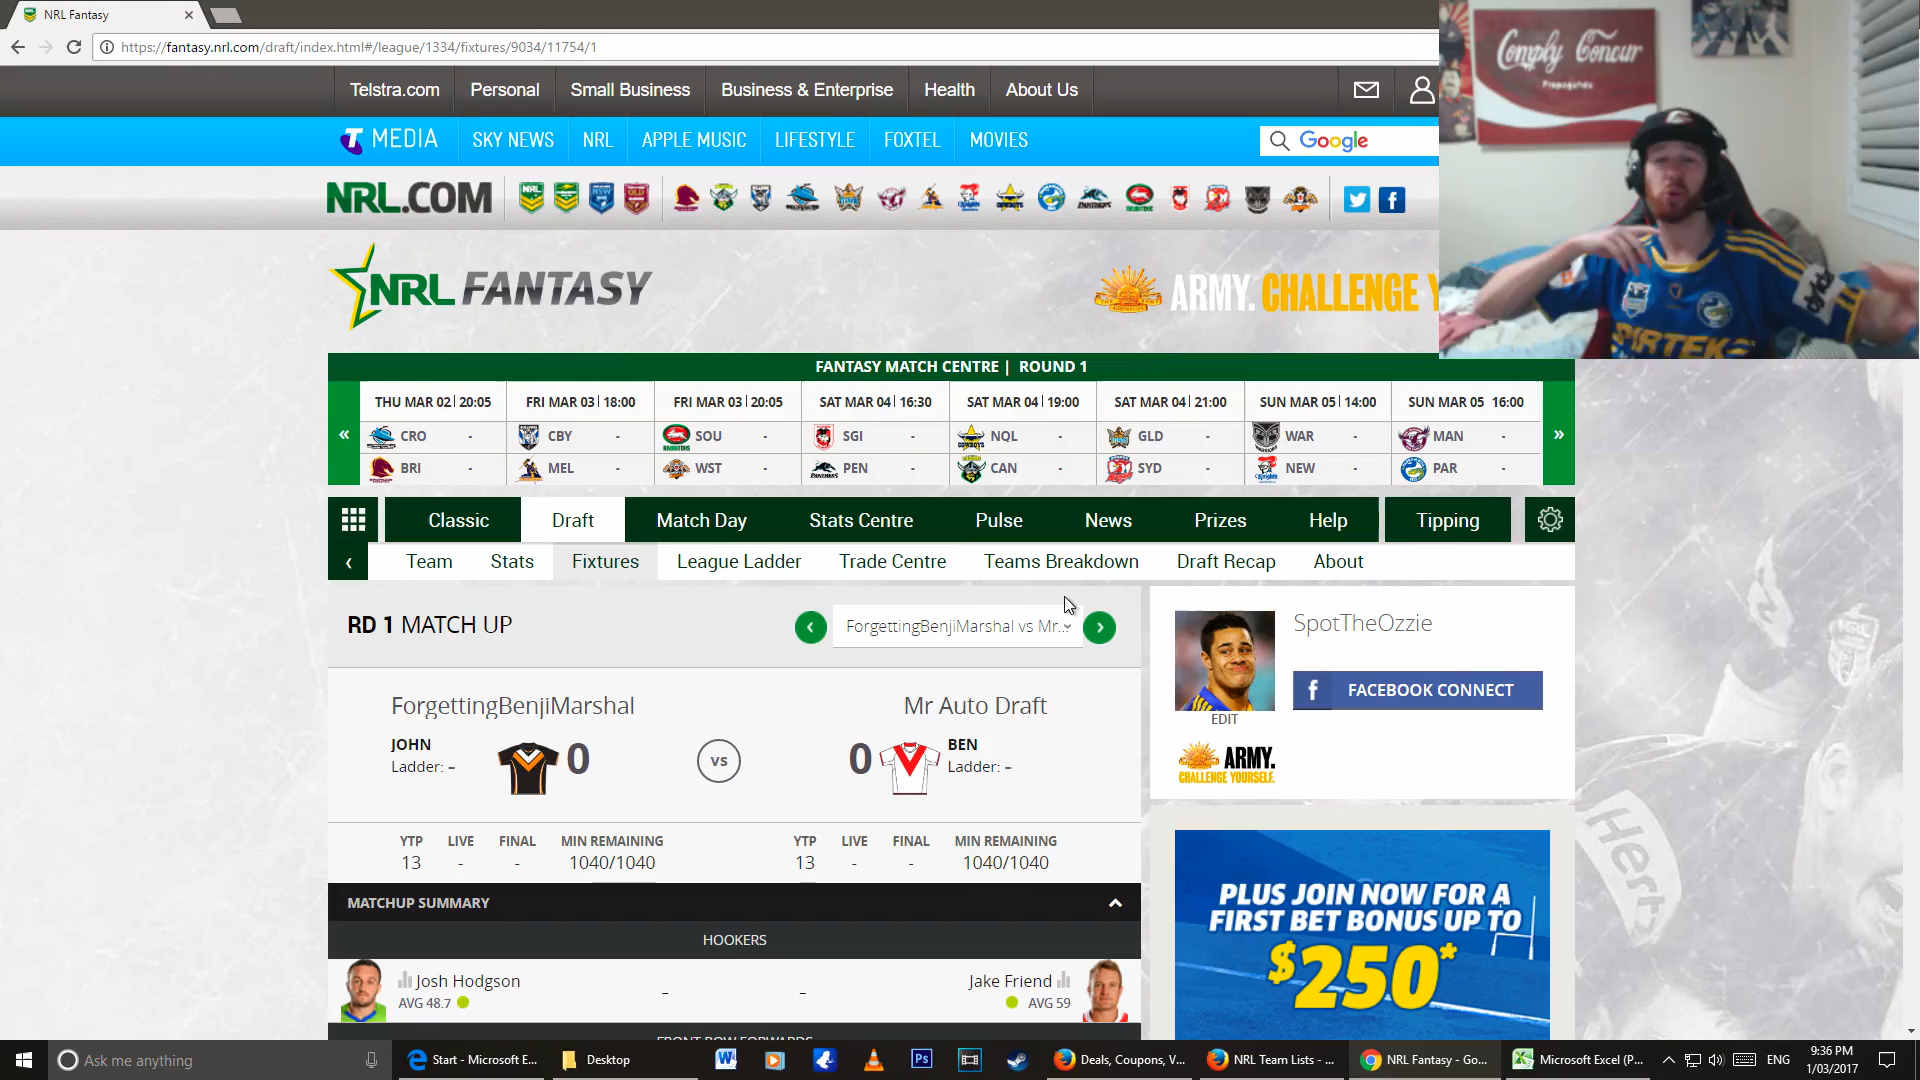 NRL Fantasy
https://fantasy.nrl.com/draft/index.html#/league/1334/fixtures/9034/11754/1
Telstra.com Personal Small Business Business & Enterprise Health About Us
Comply Concur
Propaganda
T MEDIA SKY NEWS NRL APPLE MUSIC LIFESTYLE FOXTEL MOVIES Google
NRL.COM
NRL FANTASY
ARMY. CHALLENGE
FANTASY MATCH CENTRE | ROUND 1
THU MAR 02 | 20:05 FRI MAR 03 | 18:00 FRI MAR 03 | 20:05 SAT MAR 04 | 16:30 SAT MAR 04 | 19:00 SAT MAR 04 | 21:00 SUN MAR 05 | 14:00 SUN MAR 05 16:00
« CRO - CBY - SOU - SGI - NQL - GLD - WAR - MAN - »
BRI - MEL - WST - PEN - CAN - SYD - NEW - PAR -
Classic Draft Match Day Stats Centre Pulse News Prizes Help Tipping
Team Stats Fixtures League Ladder Trade Centre Teams Breakdown Draft Recap About
RD 1 MATCH UP
ForgettingBenjiMarshal vs Mr...
SpotTheOzzie
f FACEBOOK CONNECT
EDIT
ARMY.
CHALLENGE YOURSELF.
ForgettingBenjiMarshal Mr Auto Draft
JOHN 0 VS 0 BEN
Ladder: – Ladder: –
YTP LIVE FINAL MIN REMAINING YTP LIVE FINAL MIN REMAINING
13 - - 1040/1040 13 - - 1040/1040
MATCHUP SUMMARY
HOOKERS
Josh Hodgson - - Jake Friend
AVG 48.7 AVG 59
FRONT ROW FORWARDS
PLUS JOIN NOW FOR A
FIRST BET BONUS UP TO
$250*
Ask me anything Start - Microsoft E... Desktop Deals, Coupons, V... NRL Team Lists - ... NRL Fantasy - Go... Microsoft Excel (P... ENG 9:36 PM
1/03/2017